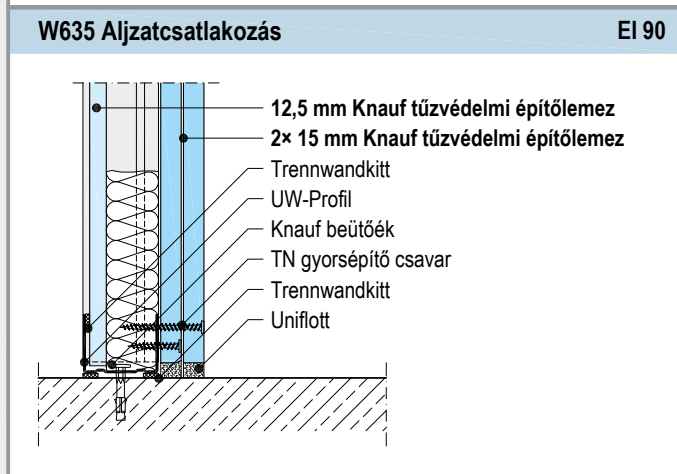 W635 Aljzatcsatlakozás EI 90
12,5 mm Knauf tűzvédelmi építőlemez
2× 15 mm Knauf tűzvédelmi építőlemez
Trennwandkitt
UW-Profil
Knauf beütőék
TN gyorsépítő csavar
Trennwandkitt
Uniflott